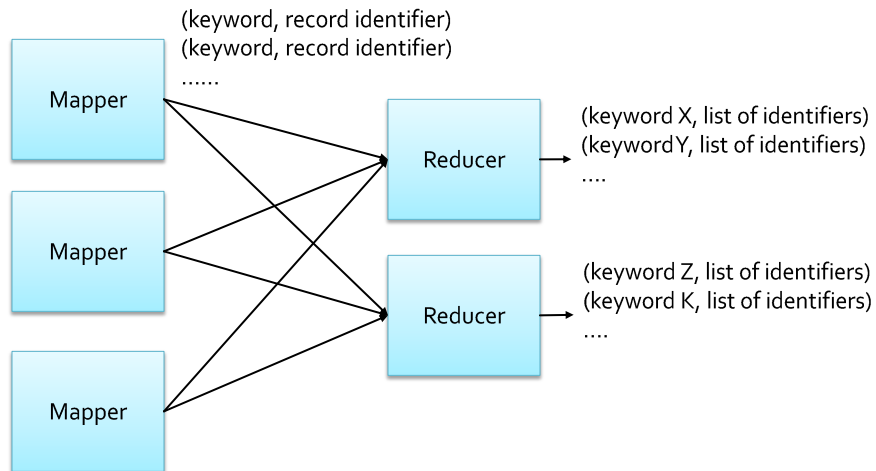 (keyword, record identifier)
(keyword, record identifier)
......
Mapper
Mapper
Mapper
Reducer
Reducer
(keyword X, list of identifiers)
(keywordY, list of identifiers)
....
(keyword Z, list of identifiers)
(keyword K, list of identifiers)
....